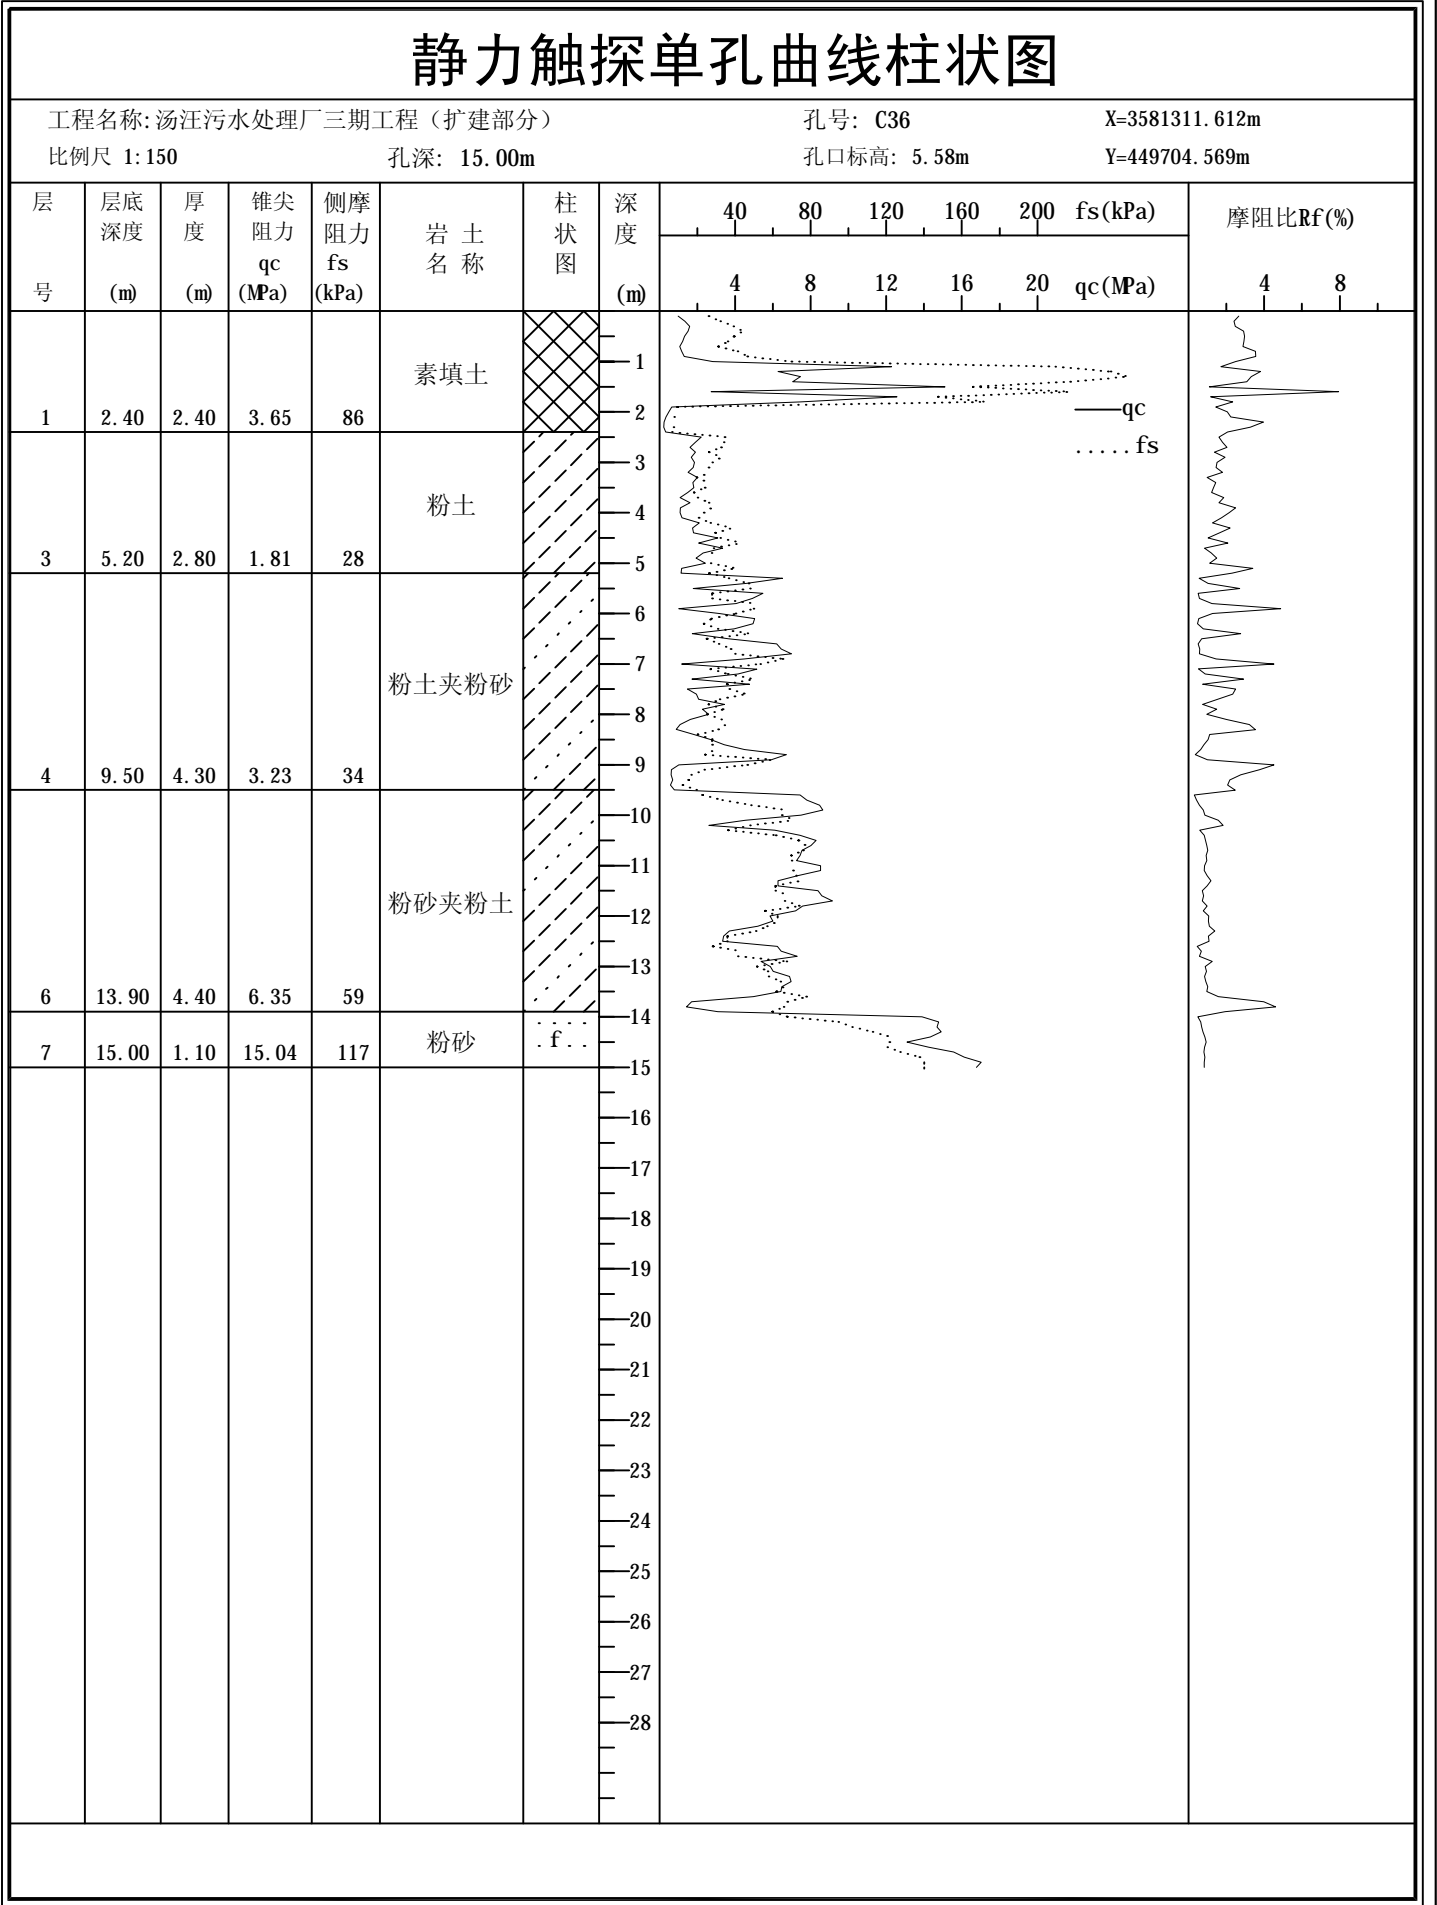 静力触探单孔曲线柱状图
工程名称:汤汪污水处理厂三期工程（扩建部分） 孔号: C36 X=3581311.612m
比例尺 1:150 孔深: 15.00m 孔口标高: 5.58m Y=449704.569m
层号 层底深度(m) 厚度(m) 锥尖阻力qc(MPa) 侧摩阻力fs(kPa) 岩土名称 柱状图 深度(m)
40 80 120 160 200 fs(kPa)
4 8 12 16 20 qc(MPa)
摩阻比Rf(%)
4 8
素填土
1 2.40 2.40 3.65 86
粉土
3 5.20 2.80 1.81 28
粉土夹粉砂
4 9.50 4.30 3.23 34
粉砂夹粉土
6 13.90 4.40 6.35 59
粉砂
f
7 15.00 1.10 15.04 117
1
2
3
4
5
6
7
8
9
10
11
12
13
14
15
16
17
18
19
20
21
22
23
24
25
26
27
28
qc
.....fs